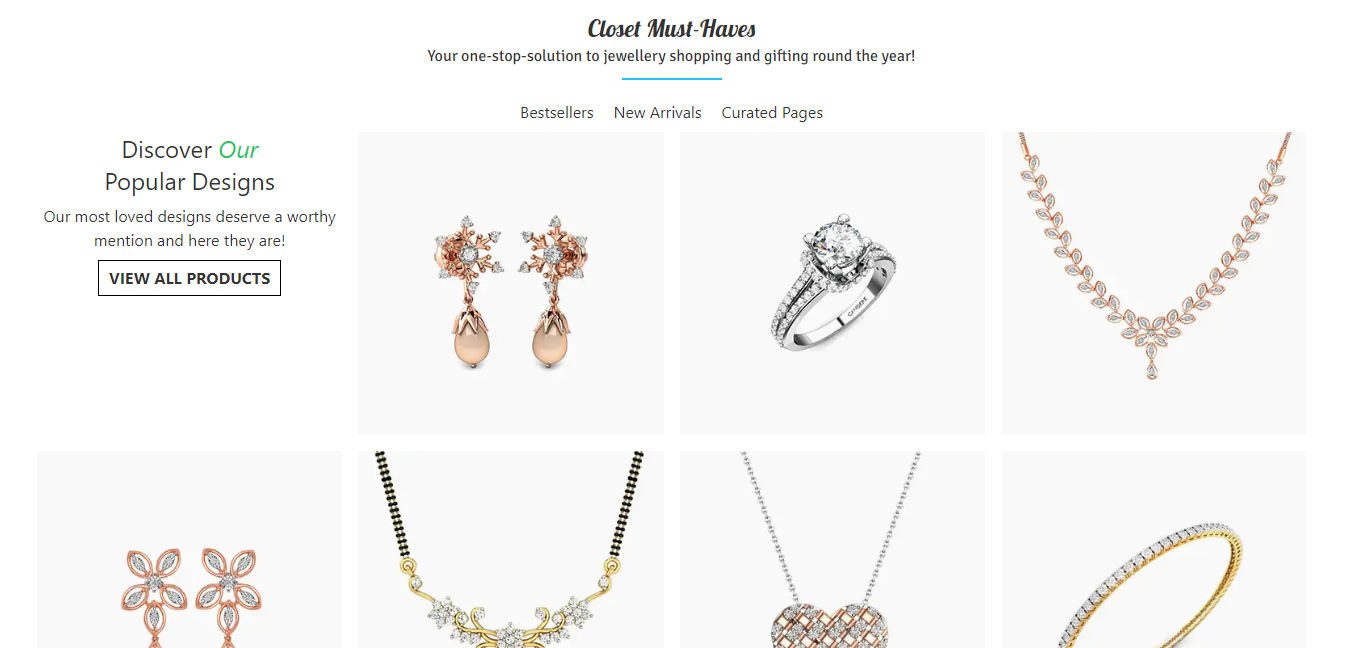 Closet Must-Haves
Your one-stop-solution to jewellery shopping and gifting round the year!
Bestsellers New Arrivals Curated Pages
Discover Our
Popular Designs
Our most loved designs deserve a worthy
mention and here they are!
VIEW ALL PRODUCTS